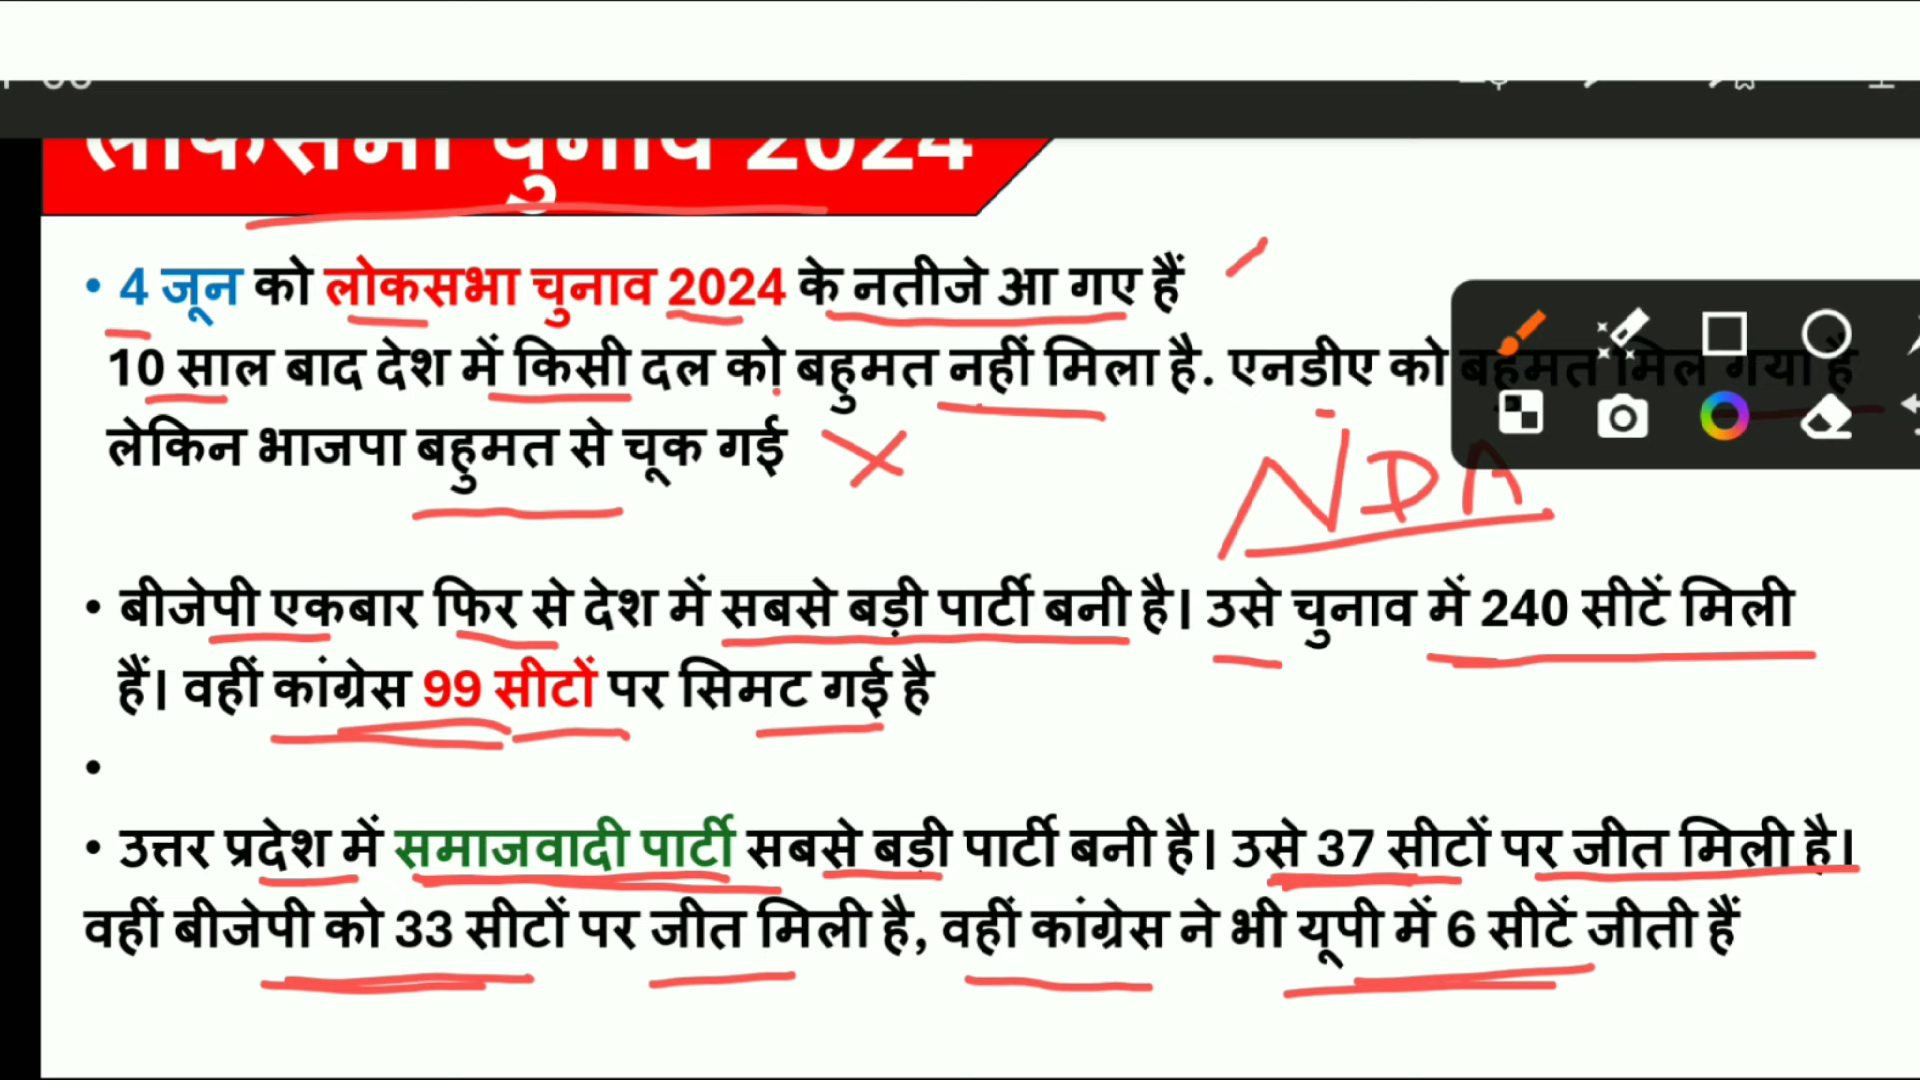 लोकसभा चुनाव 2024
• 4 जून को लोकसभा चुनाव 2024 के नतीजे आ गए हैं
10 साल बाद देश में किसी दल को बहुमत नहीं मिला है. एनडीए को बहुमत मिल गया है
लेकिन भाजपा बहुमत से चूक गई
NDA
• बीजेपी एकबार फिर से देश में सबसे बड़ी पार्टी बनी है। उसे चुनाव में 240 सीटें मिली
हैं। वहीं कांग्रेस 99 सीटों पर सिमट गई है
•
• उत्तर प्रदेश में समाजवादी पार्टी सबसे बड़ी पार्टी बनी है। उसे 37 सीटों पर जीत मिली है।
वहीं बीजेपी को 33 सीटों पर जीत मिली है, वहीं कांग्रेस ने भी यूपी में 6 सीटें जीती हैं